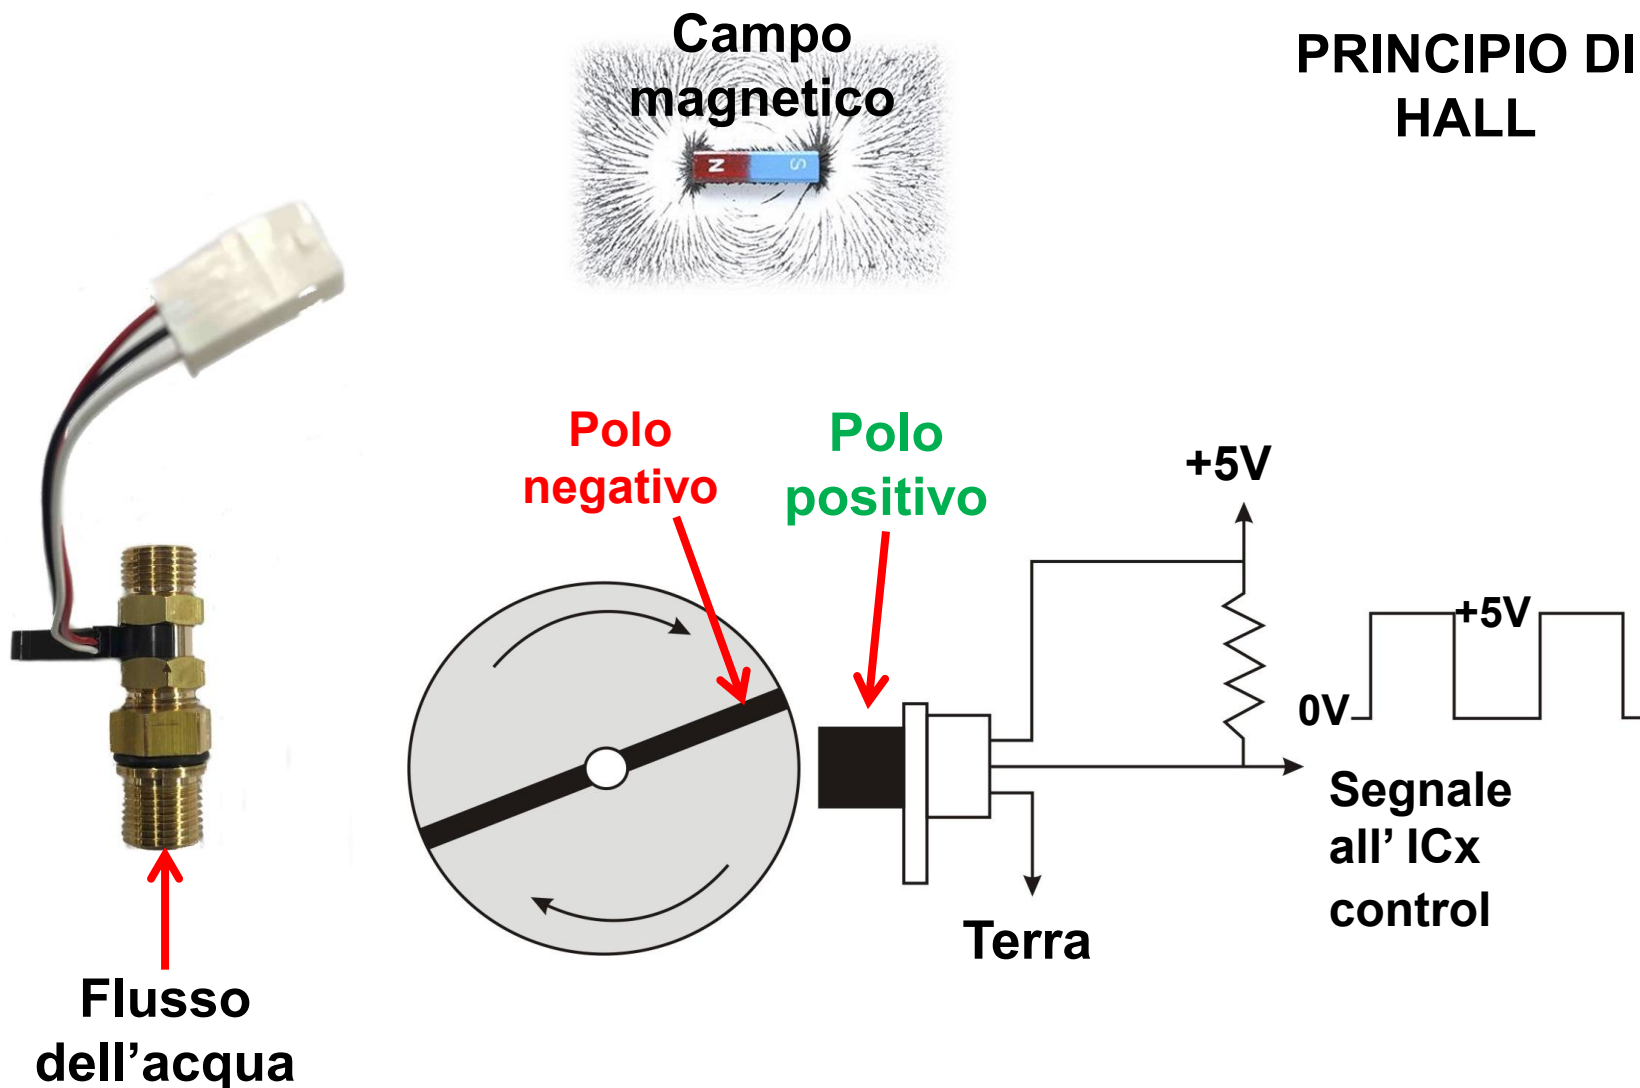 Campo
magnetico
PRINCIPIO DI
HALL
N
S
Polo
negativo
Polo
positivo
+5V
+5V
0V
Segnale
all’ ICx
control
Terra
Flusso
dell’acqua